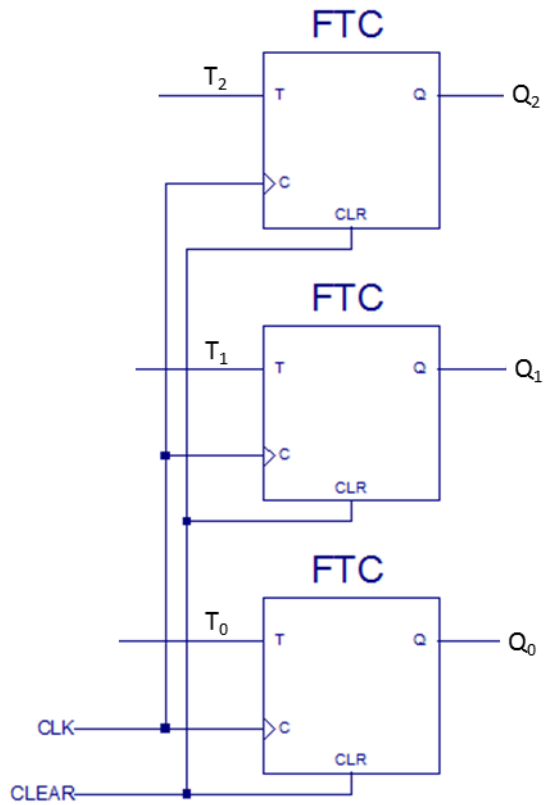 FTC
T₂ T Q Q₂
C
CLR
FTC
T₁ T Q Q₁
C
CLR
FTC
T₀ T Q Q₀
CLK C
CLR
CLEAR